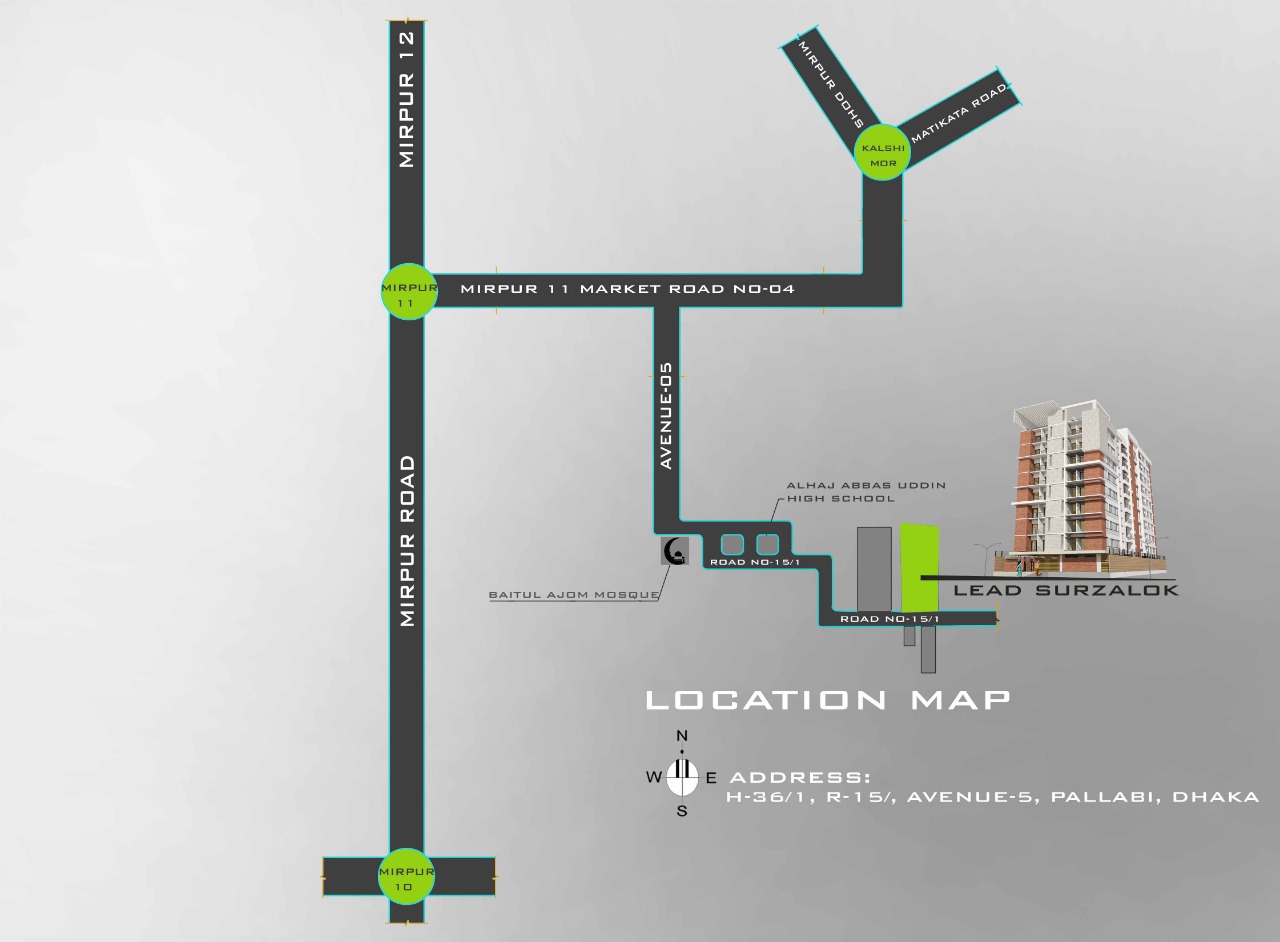 MIRPUR 12
MIRPUR DOHS
MATIKATA ROAD
KALSHI
MOR
MIRPUR
11
MIRPUR 11 MARKET ROAD NO-04
AVENUE-05
MIRPUR ROAD
ALHAJ ABBAS UDDIN
HIGH SCHOOL
ROAD NO-15/1
BAITUL AJOM MOSQUE
LEAD SURZALOK
ROAD NO-15/1
LOCATION MAP
N
W E
S
ADDRESS:
H-36/1, R-15/, AVENUE-5, PALLABI, DHAKA
MIRPUR
10